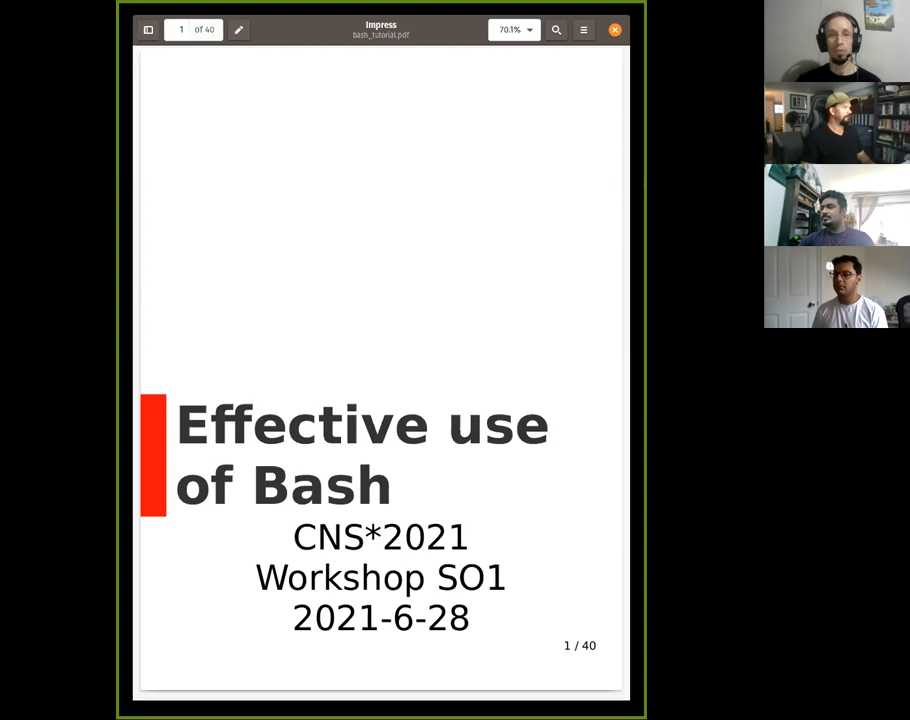 1 of 40
Impress
bash_tutorial.pdf
70.1%
Effective use
of Bash
CNS*2021
Workshop SO1
2021-6-28
1 / 40